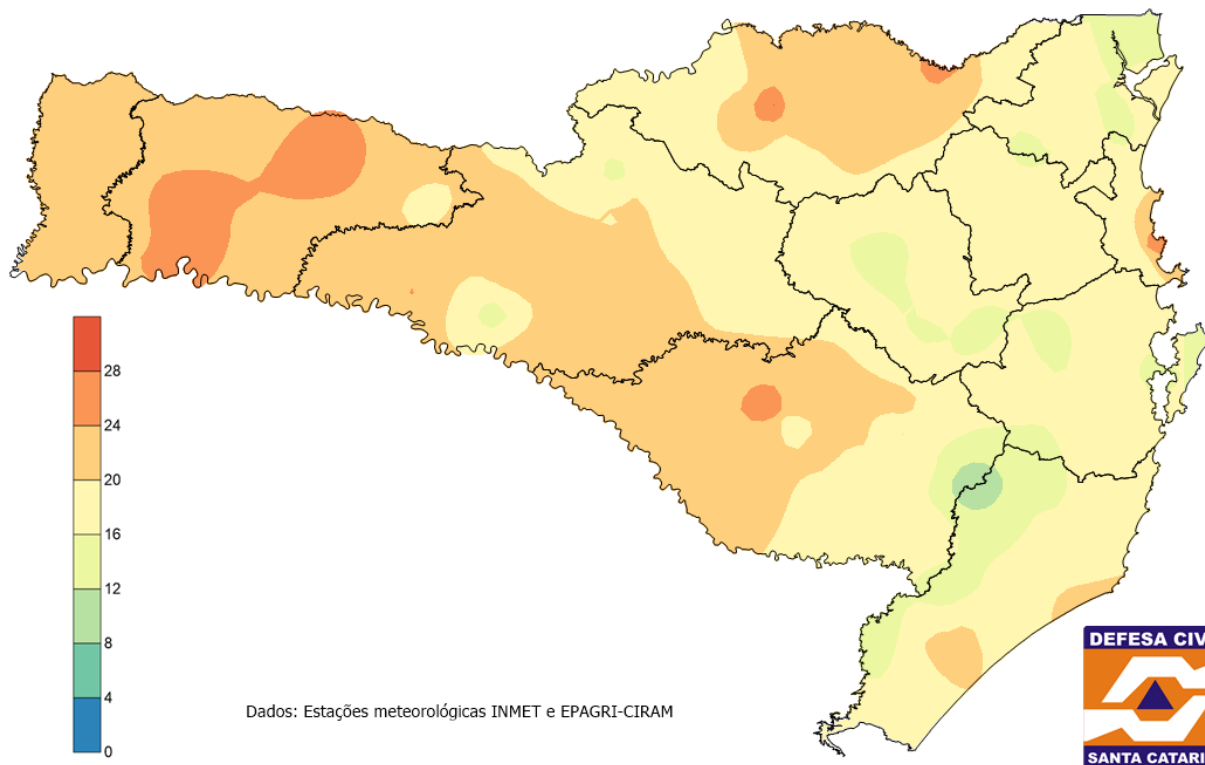 28
24
20
16
12
8
4
0
Dados: Estações meteorológicas INMET e EPAGRI-CIRAM
DEFESA CIV
SANTA CATARI